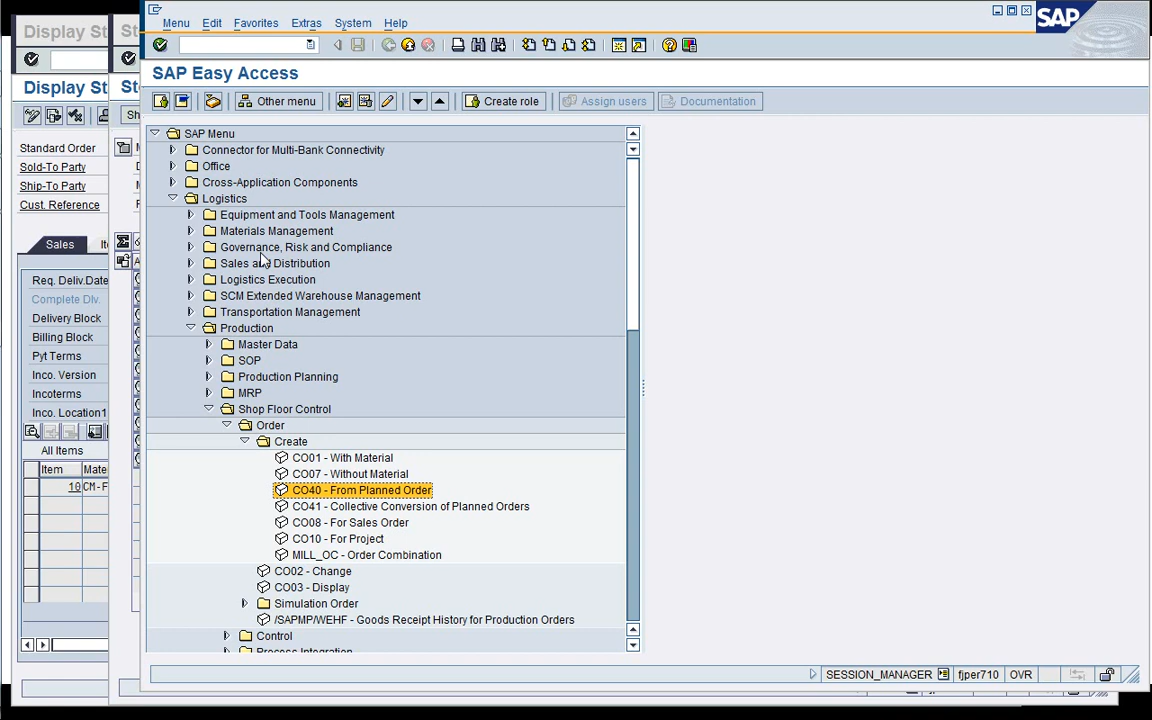 Menu Edit Favorites Extras System Help
SAP
Display St
SAP Easy Access
Display St
Other menu
Create role
Assign users
Documentation
Standard Order
Sold-To Party
Ship-To Party
Cust. Reference
Sales
Req. Deliv.Date
Complete Dlv.
Delivery Block
Billing Block
Pyt Terms
Inco. Version
Incoterms
Inco. Location1
All Items
Item Mate
10 CM-F
SAP Menu
Connector for Multi-Bank Connectivity
Office
Cross-Application Components
Logistics
Equipment and Tools Management
Materials Management
Governance, Risk and Compliance
Sales and Distribution
Logistics Execution
SCM Extended Warehouse Management
Transportation Management
Production
Master Data
SOP
Production Planning
MRP
Shop Floor Control
Order
Create
CO01 - With Material
CO07 - Without Material
CO40 - From Planned Order
CO41 - Collective Conversion of Planned Orders
CO08 - For Sales Order
CO10 - For Project
MILL_OC - Order Combination
CO02 - Change
CO03 - Display
Simulation Order
/SAPMP/WEHF - Goods Receipt History for Production Orders
Control
Process Integration
SESSION_MANAGER fjper710 OVR